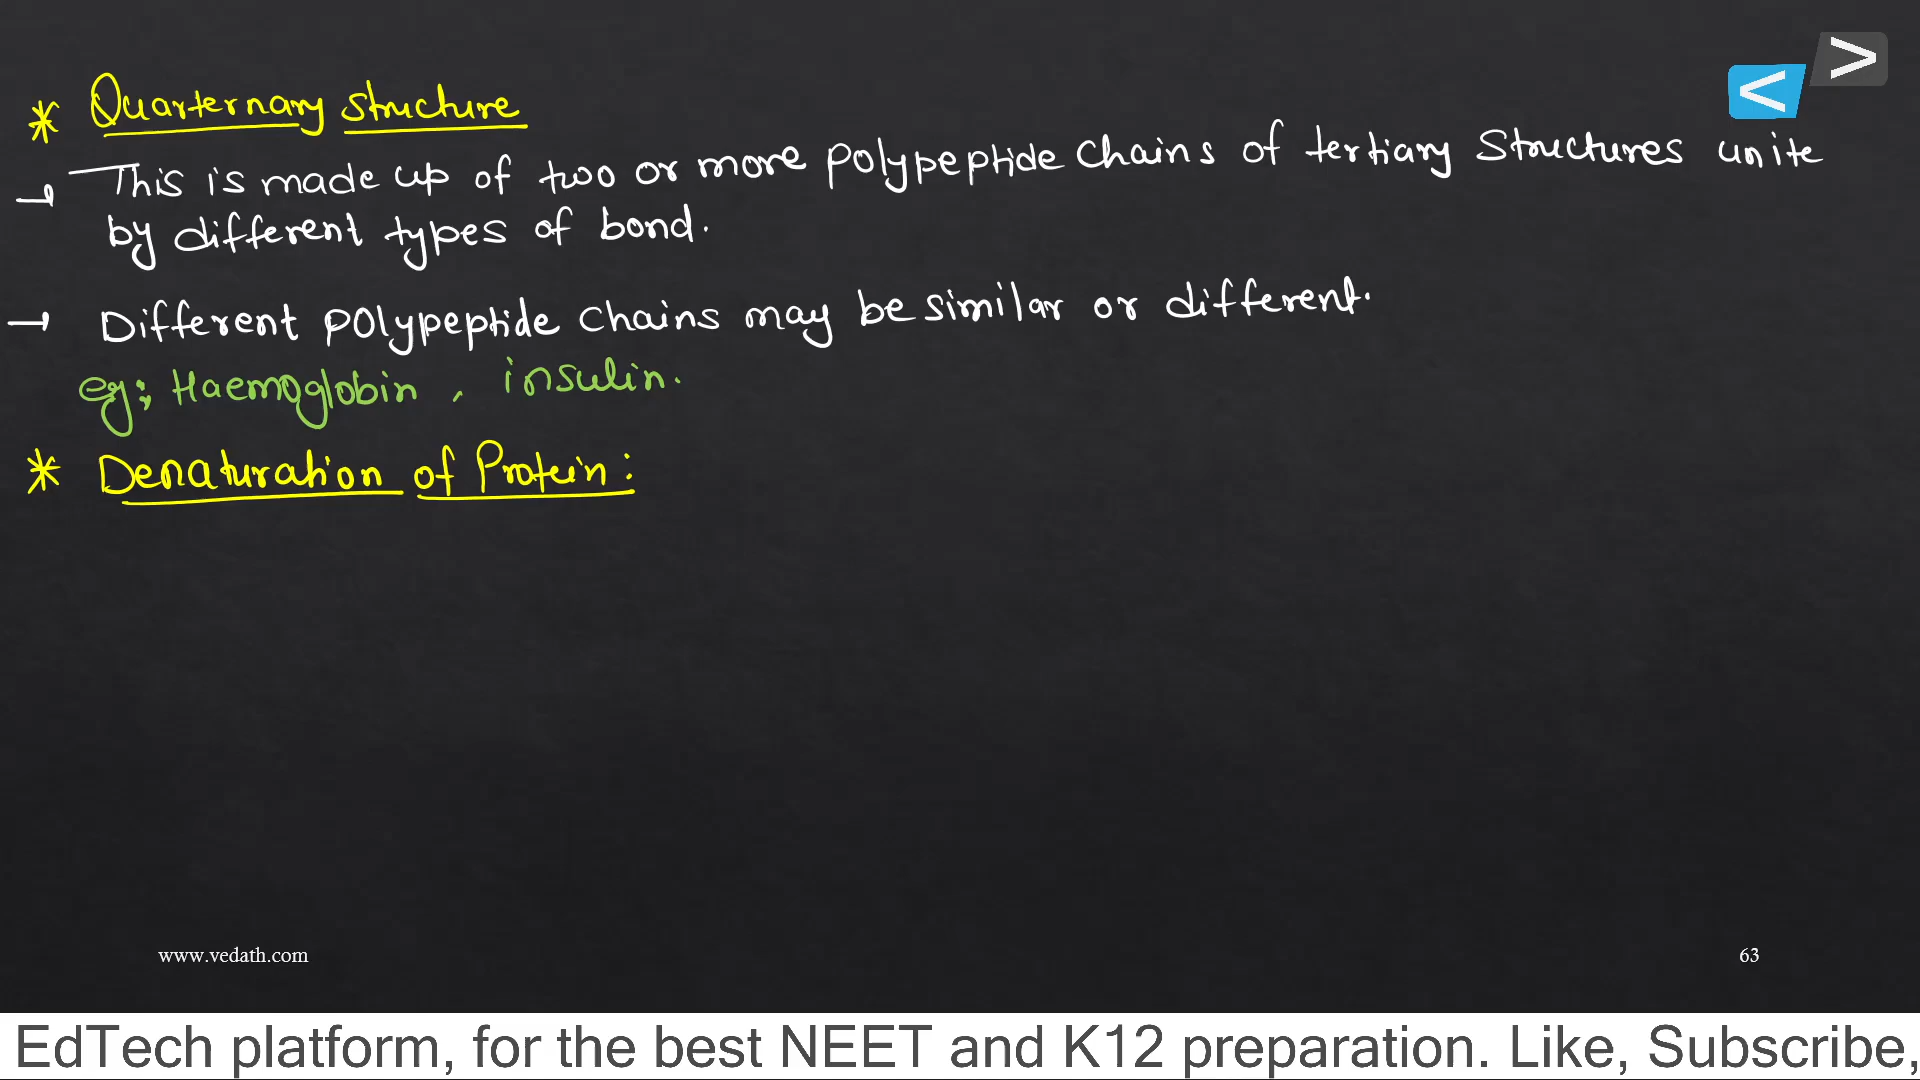 * Quarternary structure
→ This is made up of two or more polypeptide chains of tertiary structures unite
by different types of bond.
→ Different polypeptide chains may be similar or different.
eg; Haemoglobin, insulin.
* Denaturation of Protein:
www.vedath.com
63
EdTech platform, for the best NEET and K12 preparation. Like, Subscribe,